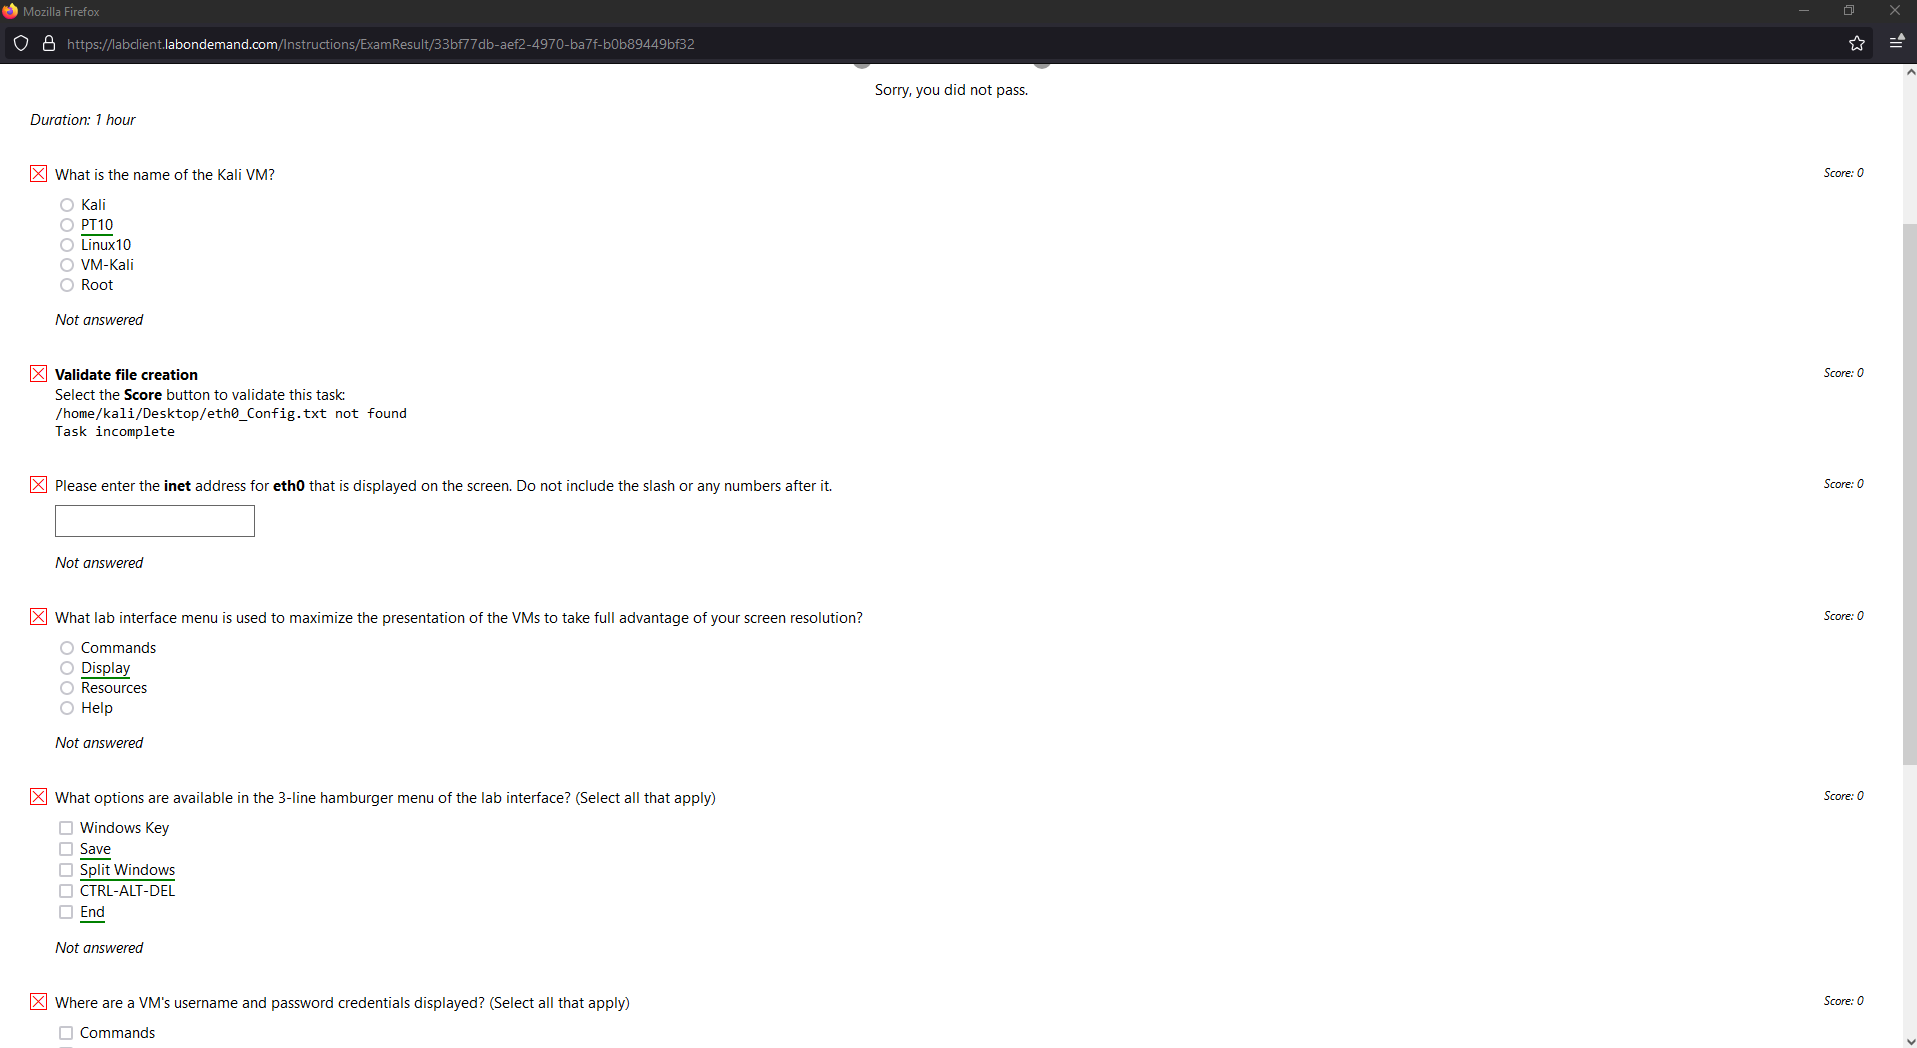 Mozilla Firefox
https://labclient.labondemand.com/Instructions/ExamResult/33bf77db-aef2-4970-ba7f-b0b89449bf32
Sorry, you did not pass.
Duration: 1 hour
What is the name of the Kali VM?
Score: 0
Kali
PT10
Linux10
VM-Kali
Root
Not answered
Validate file creation
Score: 0
Select the Score button to validate this task:
/home/kali/Desktop/eth0_Config.txt not found
Task incomplete
Please enter the inet address for eth0 that is displayed on the screen. Do not include the slash or any numbers after it.
Score: 0
Not answered
What lab interface menu is used to maximize the presentation of the VMs to take full advantage of your screen resolution?
Score: 0
Commands
Display
Resources
Help
Not answered
What options are available in the 3-line hamburger menu of the lab interface? (Select all that apply)
Score: 0
Windows Key
Save
Split Windows
CTRL-ALT-DEL
End
Not answered
Where are a VM's username and password credentials displayed? (Select all that apply)
Score: 0
Commands